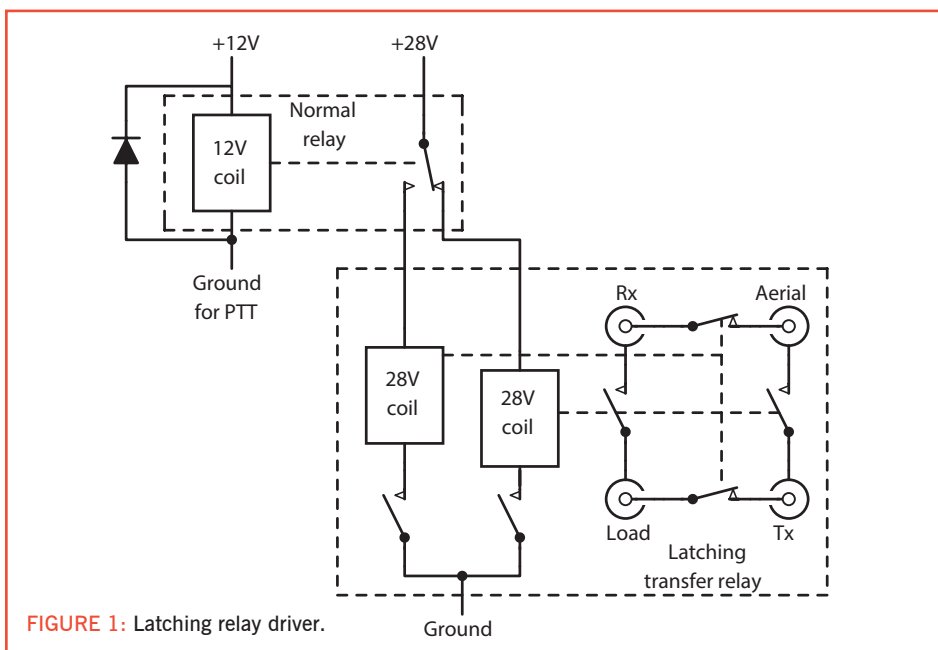 +12V
+28V
Normal
relay
12V
coil
Ground
for PTT
Rx
Aerial
28V
coil
28V
coil
Load
Tx
Latching
transfer relay
Ground
FIGURE 1: Latching relay driver.